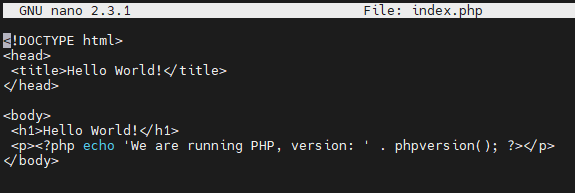 GNU nano 2.3.1 File: index.php
<!DOCTYPE html>
<head>
 <title>Hello World!</title>
</head>
<body>
 <h1>Hello World!</h1>
 <p><?php echo 'We are running PHP, version: ' . phpversion(); ?></p>
</body>